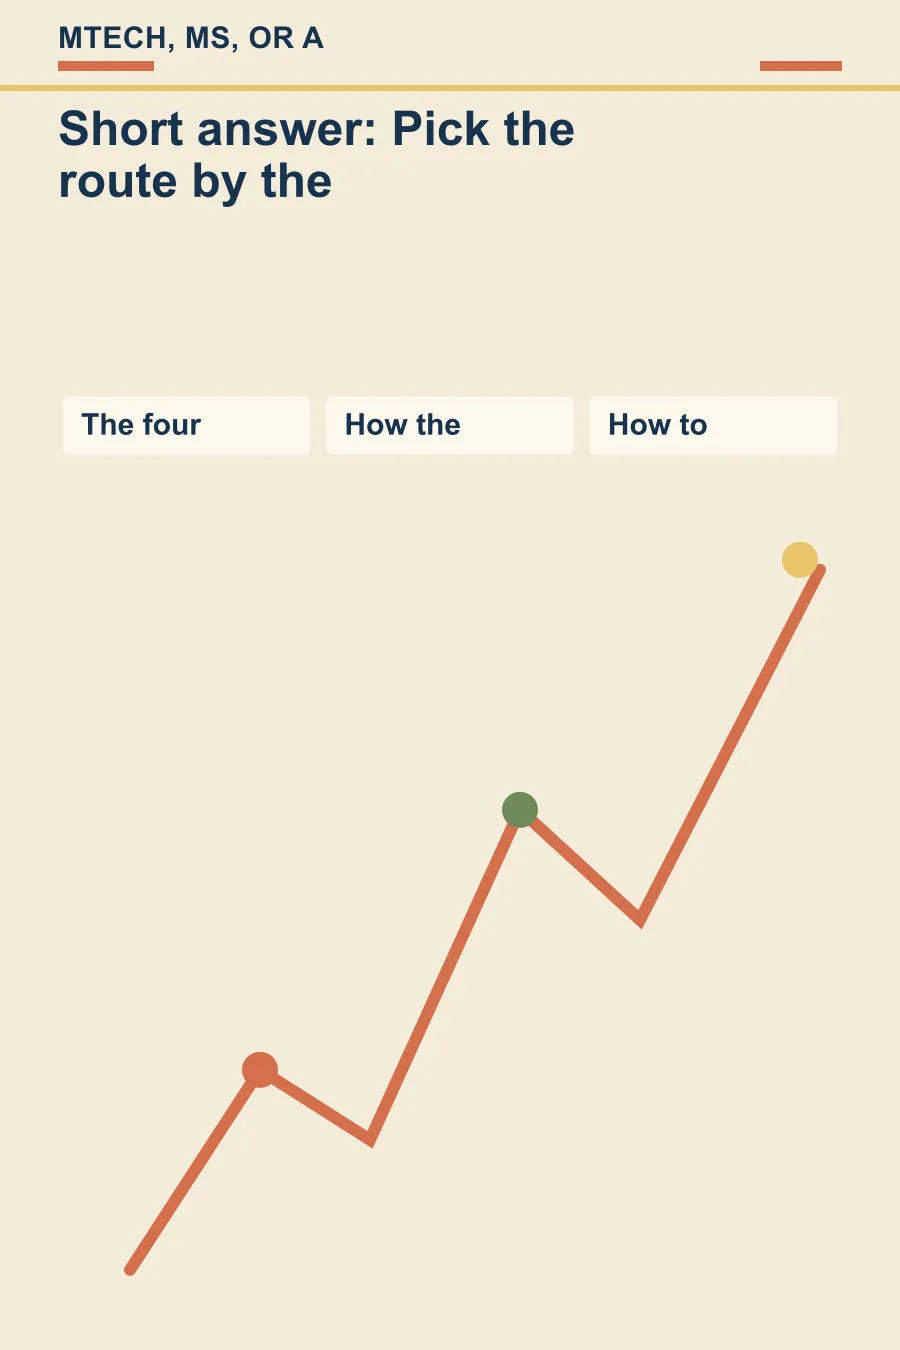 MTECH, MS, OR A
Short answer: Pick the
route by the
The four
How the
How to